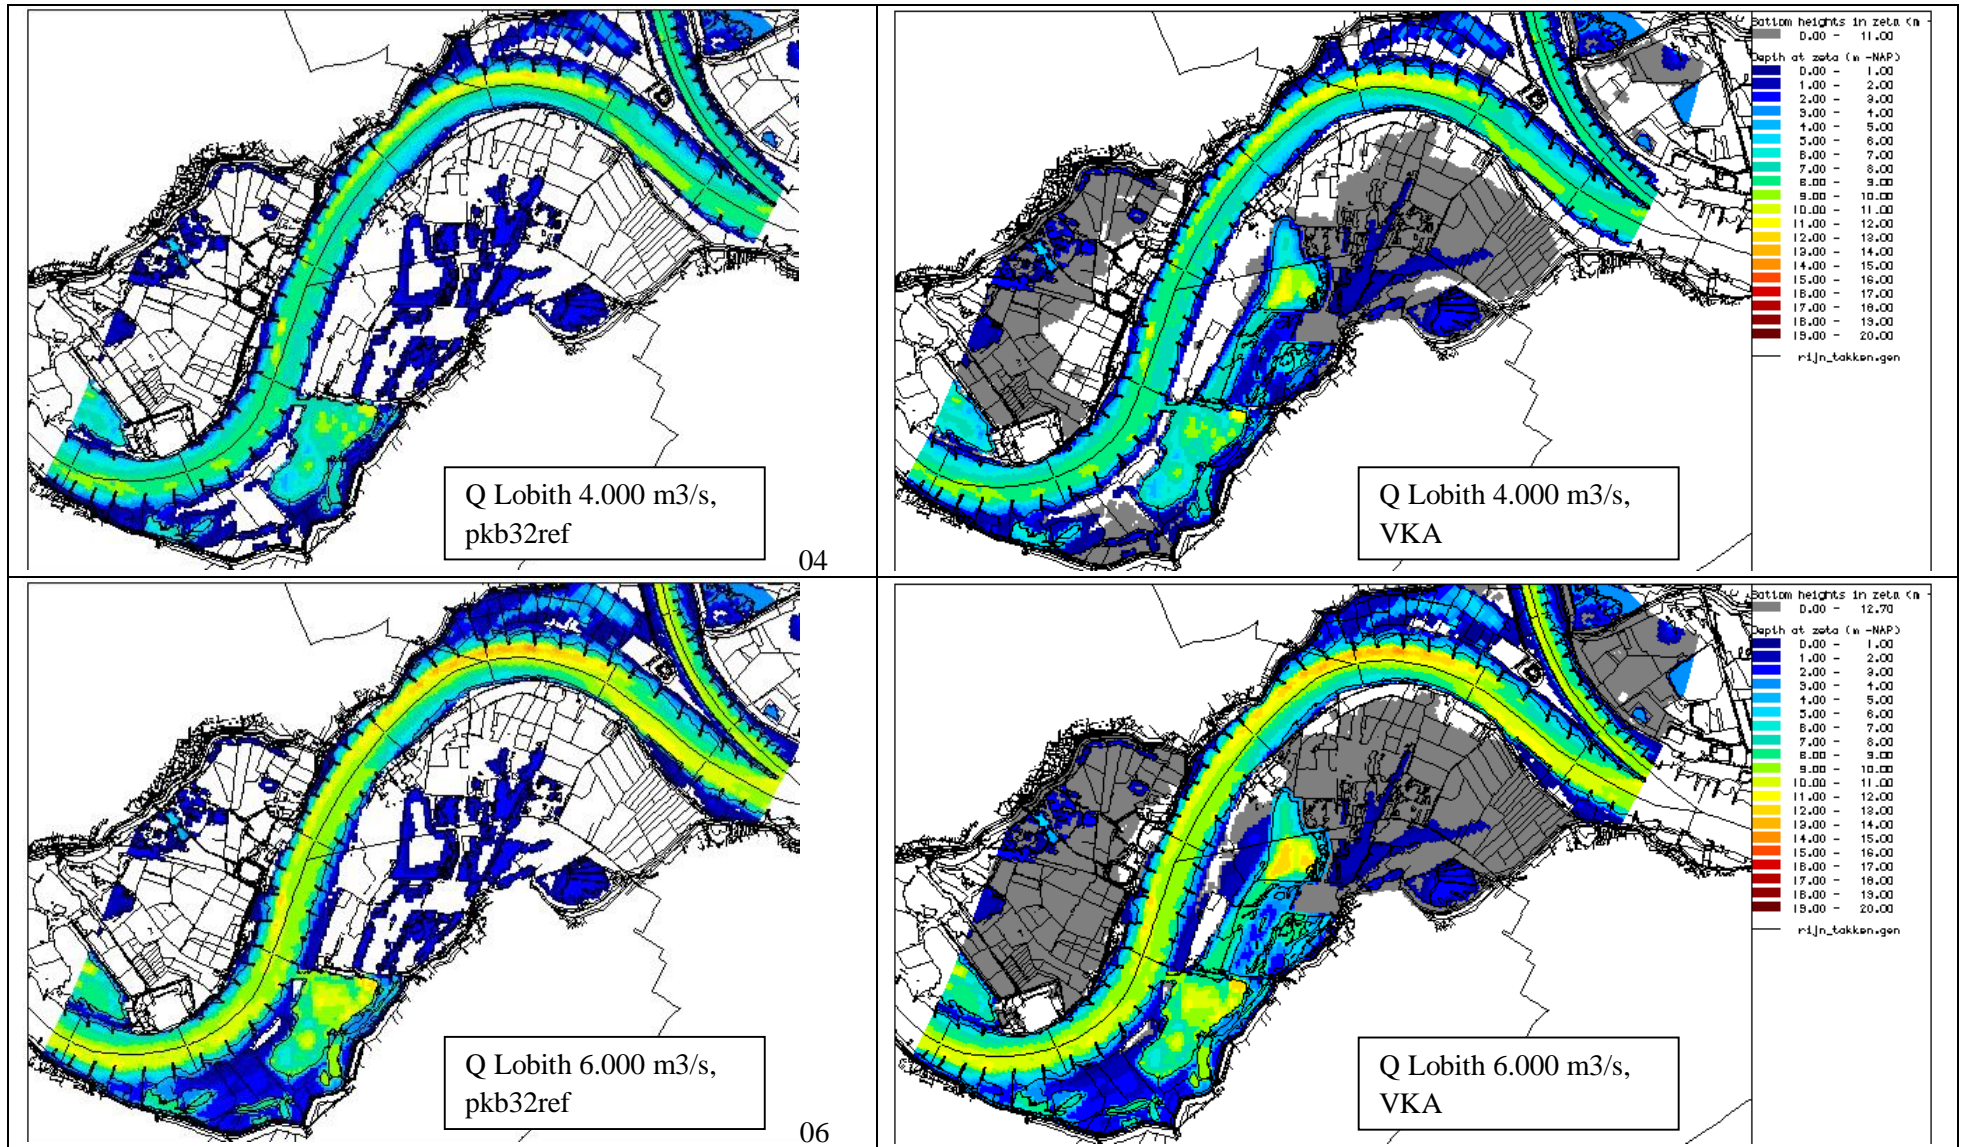 Bottom heights in zeta (m -
0.00 - 11.00
Depth at zeta (m -NAP)
0.00 - 1.00
1.00 - 2.00
2.00 - 3.00
3.00 - 4.00
4.00 - 5.00
5.00 - 6.00
6.00 - 7.00
7.00 - 8.00
8.00 - 9.00
9.00 - 10.00
10.00 - 11.00
11.00 - 12.00
12.00 - 13.00
13.00 - 14.00
14.00 - 15.00
15.00 - 16.00
16.00 - 17.00
17.00 - 18.00
18.00 - 19.00
19.00 - 20.00
rijn_takken.gen
Q Lobith 4.000 m3/s,
pkb32ref
04
Q Lobith 4.000 m3/s,
VKA
Bottom heights in zeta (m -
0.00 - 12.70
Depth at zeta (m -NAP)
0.00 - 1.00
1.00 - 2.00
2.00 - 3.00
3.00 - 4.00
4.00 - 5.00
5.00 - 6.00
6.00 - 7.00
7.00 - 8.00
8.00 - 9.00
9.00 - 10.00
10.00 - 11.00
11.00 - 12.00
12.00 - 13.00
13.00 - 14.00
14.00 - 15.00
15.00 - 16.00
16.00 - 17.00
17.00 - 18.00
18.00 - 19.00
19.00 - 20.00
rijn_takken.gen
Q Lobith 6.000 m3/s,
pkb32ref
06
Q Lobith 6.000 m3/s,
VKA